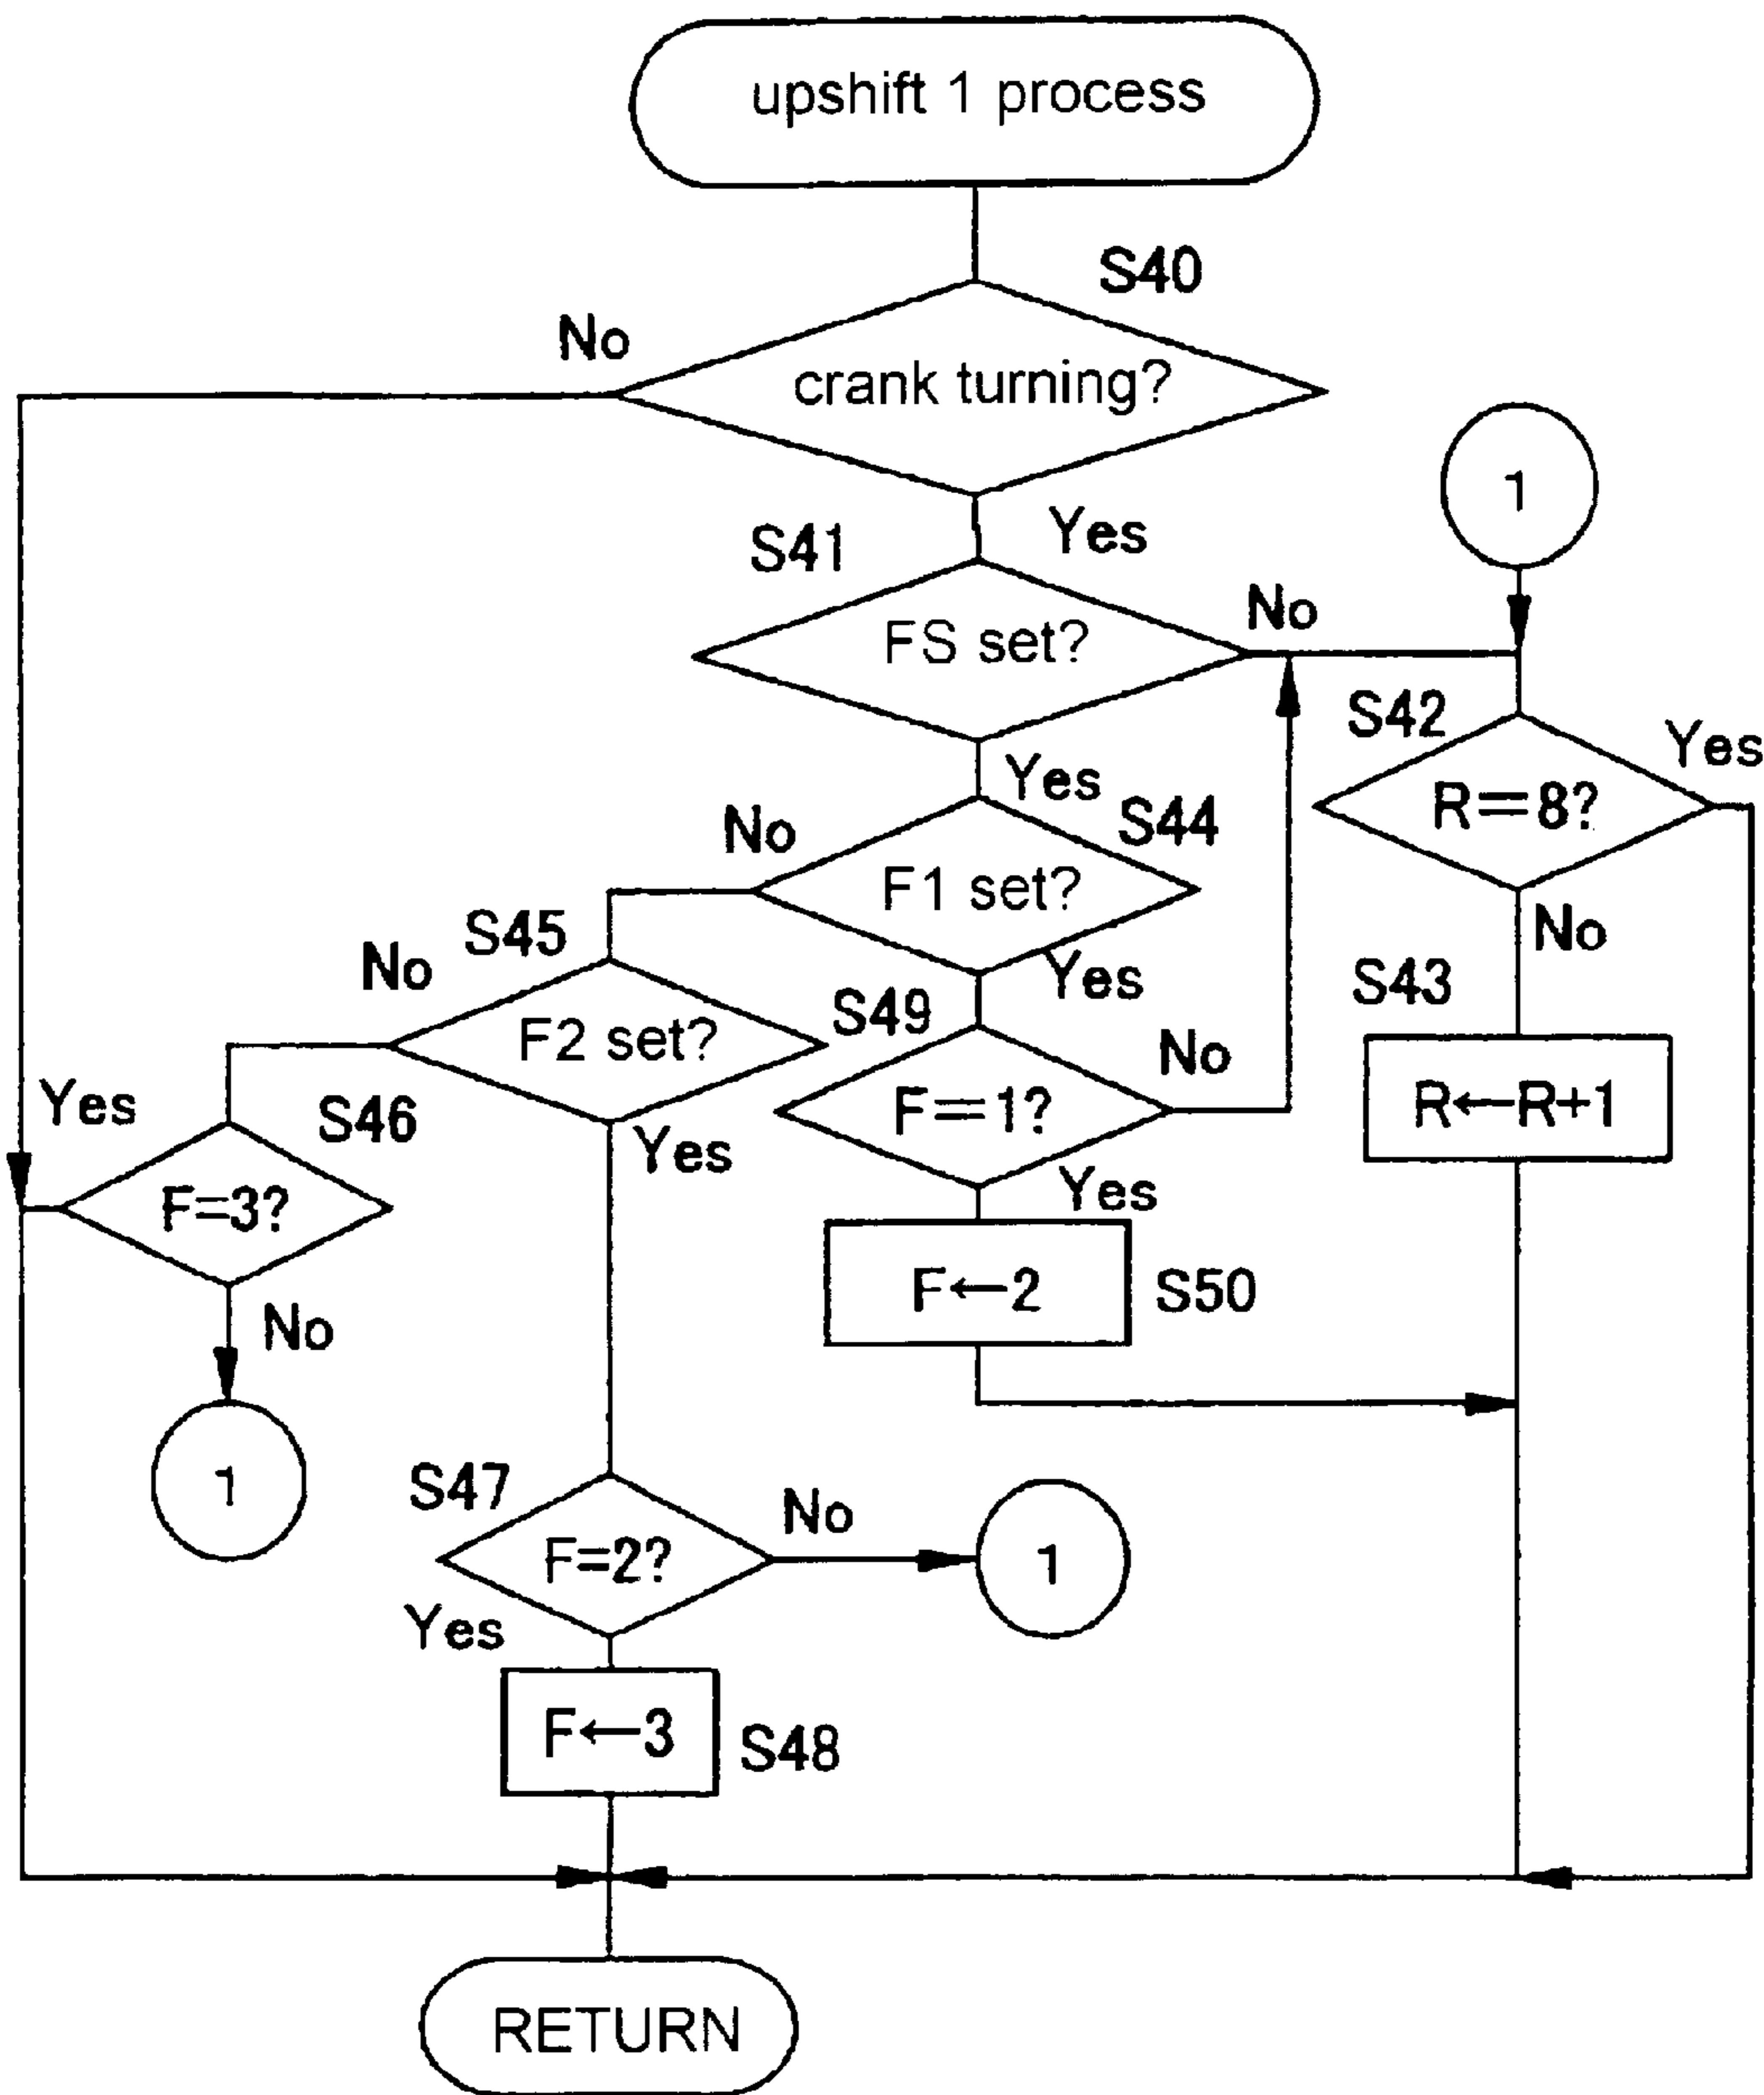 upshift 1 process
S40
No
crank turning?
1
Yes
S41
No
FS set?
S42
Yes
R=8?
Yes
S44
No
F1 set?
No
S45
No
Yes
S43
S49
F2 set?
No
F=1?
R←R+1
Yes
S46
Yes
Yes
F=3?
F←2
S50
No
1
S47
No
F=2?
1
Yes
F←3
S48
RETURN